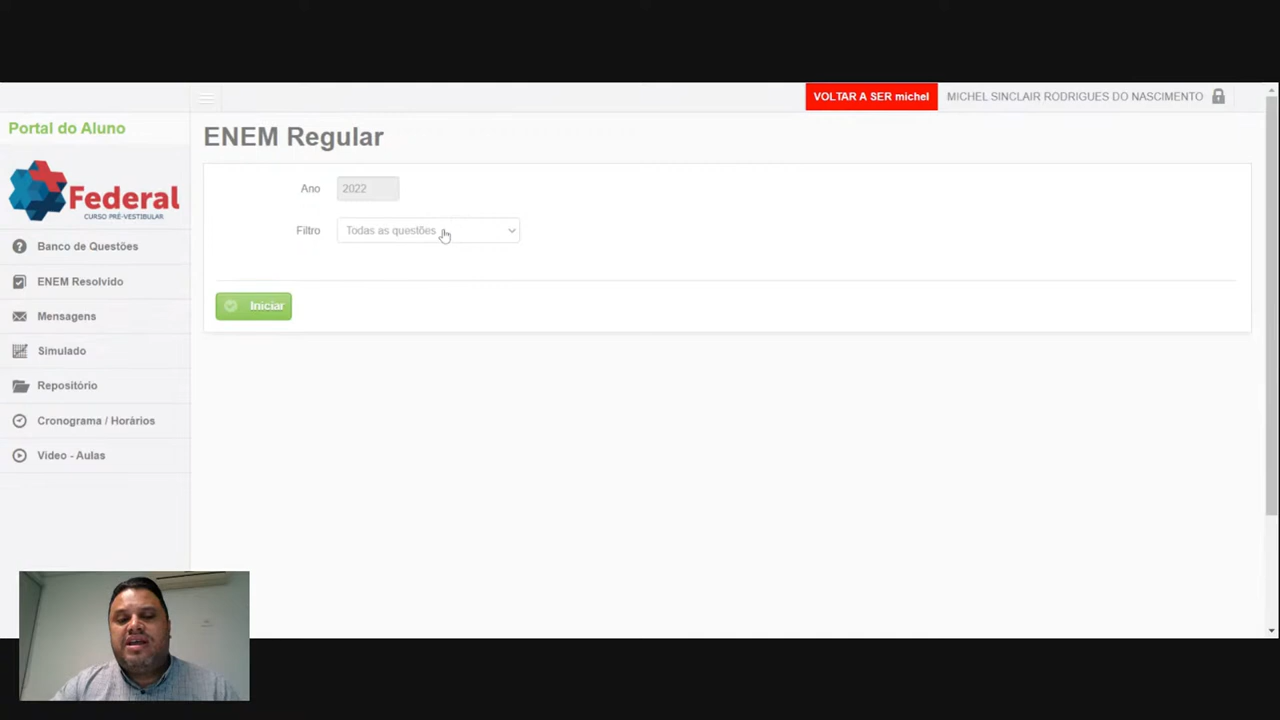 VOLTAR A SER michel
MICHEL SINCLAIR RODRIGUES DO NASCIMENTO
Portal do Aluno
ENEM Regular
Federal
CURSO PRÉ-VESTIBULAR
Ano
2022
Filtro
Todas as questões
Iniciar
Banco de Questões
ENEM Resolvido
Mensagens
Simulado
Repositório
Cronograma / Horários
Video - Aulas